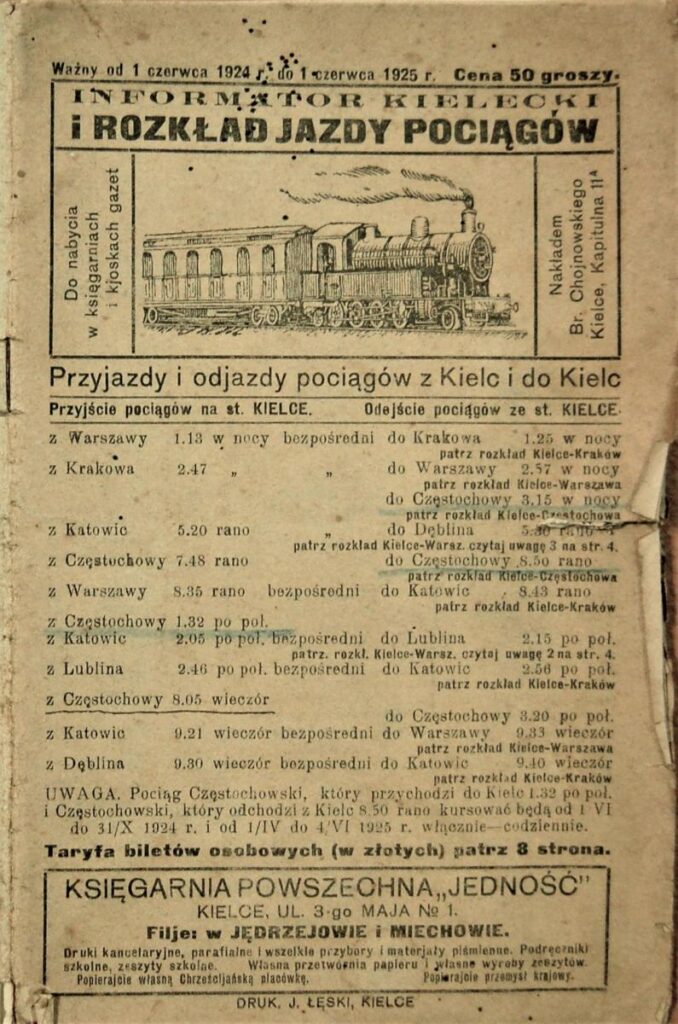 Ważny od 1 czerwca 1924 r. do 1 czerwca 1925 r. Cena 50 groszy.
INFORMATOR KIELECKI
i ROZKŁAD JAZDY POCIĄGÓW
Do nabycia
w księgarniach
i kjoskach gazet
Nakładem
Br. Chojnowskiego
Kielce, Kapitulna 11A
Przyjazdy i odjazdy pociągów z Kielc i do Kielc
Przyjście pociągów na st. KIELCE. Odejście pociągów ze st. KIELCE.
z Warszawy 1.13 w nocy bezpośredni do Krakowa 1.25 w nocy
patrz rozkład Kielce-Kraków
z Krakowa 2.47 „ „ do Warszawy 2.57 w nocy
patrz rozkład Kielce-Warszawa
do Częstochowy 3.15 w nocy
patrz rozkład Kielce-Częstochowa
z Katowic 5.20 rano „ do Dęblina rano
patrz rozkład Kielce-Warsz. czytaj uwagę 3 na str. 4.
z Częstochowy 7.48 rano do Częstochowy 8.50 rano
patrz rozkład Kielce-Częstochowa
z Warszawy 8.35 rano bezpośredni do Katowic 8.43 rano
patrz rozkład Kielce-Kraków
z Częstochowy 1.32 po poł.
z Katowic 2.05 po poł. bezpośredni do Lublina 2.15 po poł.
patrz. rozkł. Kielce-Warsz. czytaj uwagę 2 na str. 4.
z Lublina 2.46 po poł. bezpośredni do Katowic 2.56 po poł.
patrz rozkład Kielce-Kraków
z Częstochowy 8.05 wieczór
do Częstochowy 3.20 po poł.
z Katowic 9.21 wieczór bezpośredni do Warszawy 9.33 wieczór
patrz rozkład Kielce-Warszawa
z Dęblina 9.30 wieczór bezpośredni do Katowic 9.40 wieczór
patrz rozkład Kielce-Kraków
UWAGA. Pociąg Częstochowski, który przychodzi do Kielc 1.32 po poł.
i Częstochowski, który odchodzi z Kielc 8.50 rano kursować będą od 1 VI
do 31/X 1924 r. i od 1/IV do 4/VI 1925 r. włącznie—codziennie.
Taryfa biletów osobowych (w złotych) patrz 8 strona.
KSIĘGARNIA POWSZECHNA „JEDNOŚĆ"
KIELCE, UL. 3-go MAJA № 1.
Filje: w JĘDRZEJOWIE i MIECHOWIE.
Druki kancelaryjne, parafialne i wszelkie przybory i materjały piśmienne. Podręczniki
szkolne, zeszyty szkolne. Własna przetwórnia papieru i własne wyroby zeszytów.
Popierajcie własną Chrześcijańską placówkę. Popierajcie przemysł krajowy.
DRUK. J. ŁĘSKI, KIELCE